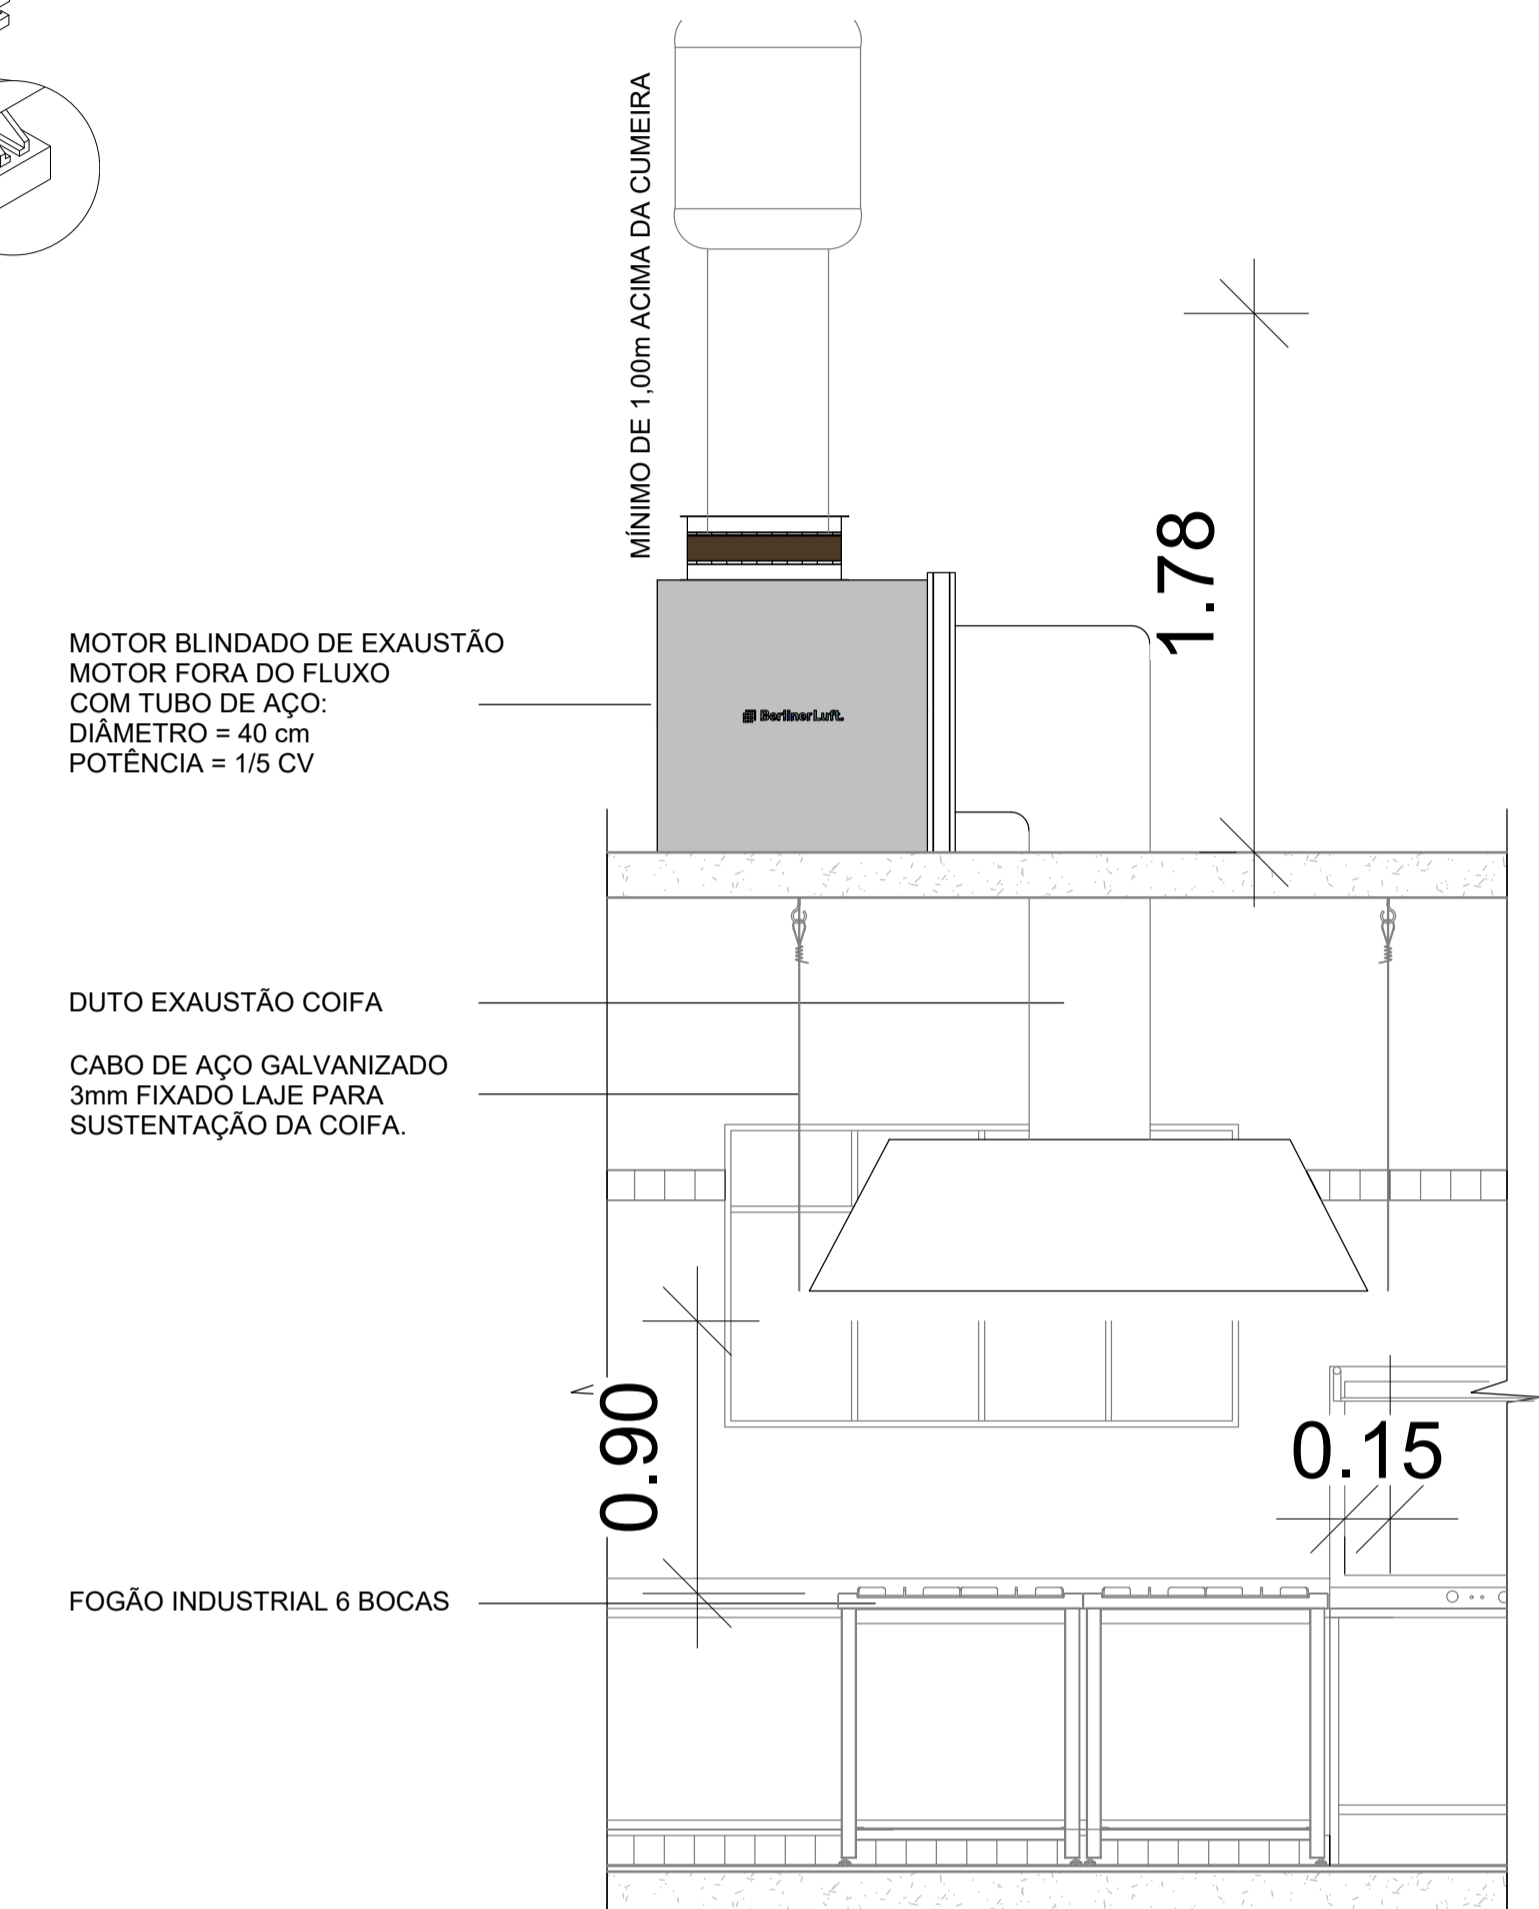 MÍNIMO DE 1,00m ACIMA DA CUMEIRA
1.78
MOTOR BLINDADO DE EXAUSTÃO
MOTOR FORA DO FLUXO
COM TUBO DE AÇO:
DIÂMETRO = 40 cm
POTÊNCIA = 1/5 CV
BerlinerLuft.
DUTO EXAUSTÃO COIFA
CABO DE AÇO GALVANIZADO
3mm FIXADO LAJE PARA
SUSTENTAÇÃO DA COIFA.
0.90
0.15
FOGÃO INDUSTRIAL 6 BOCAS